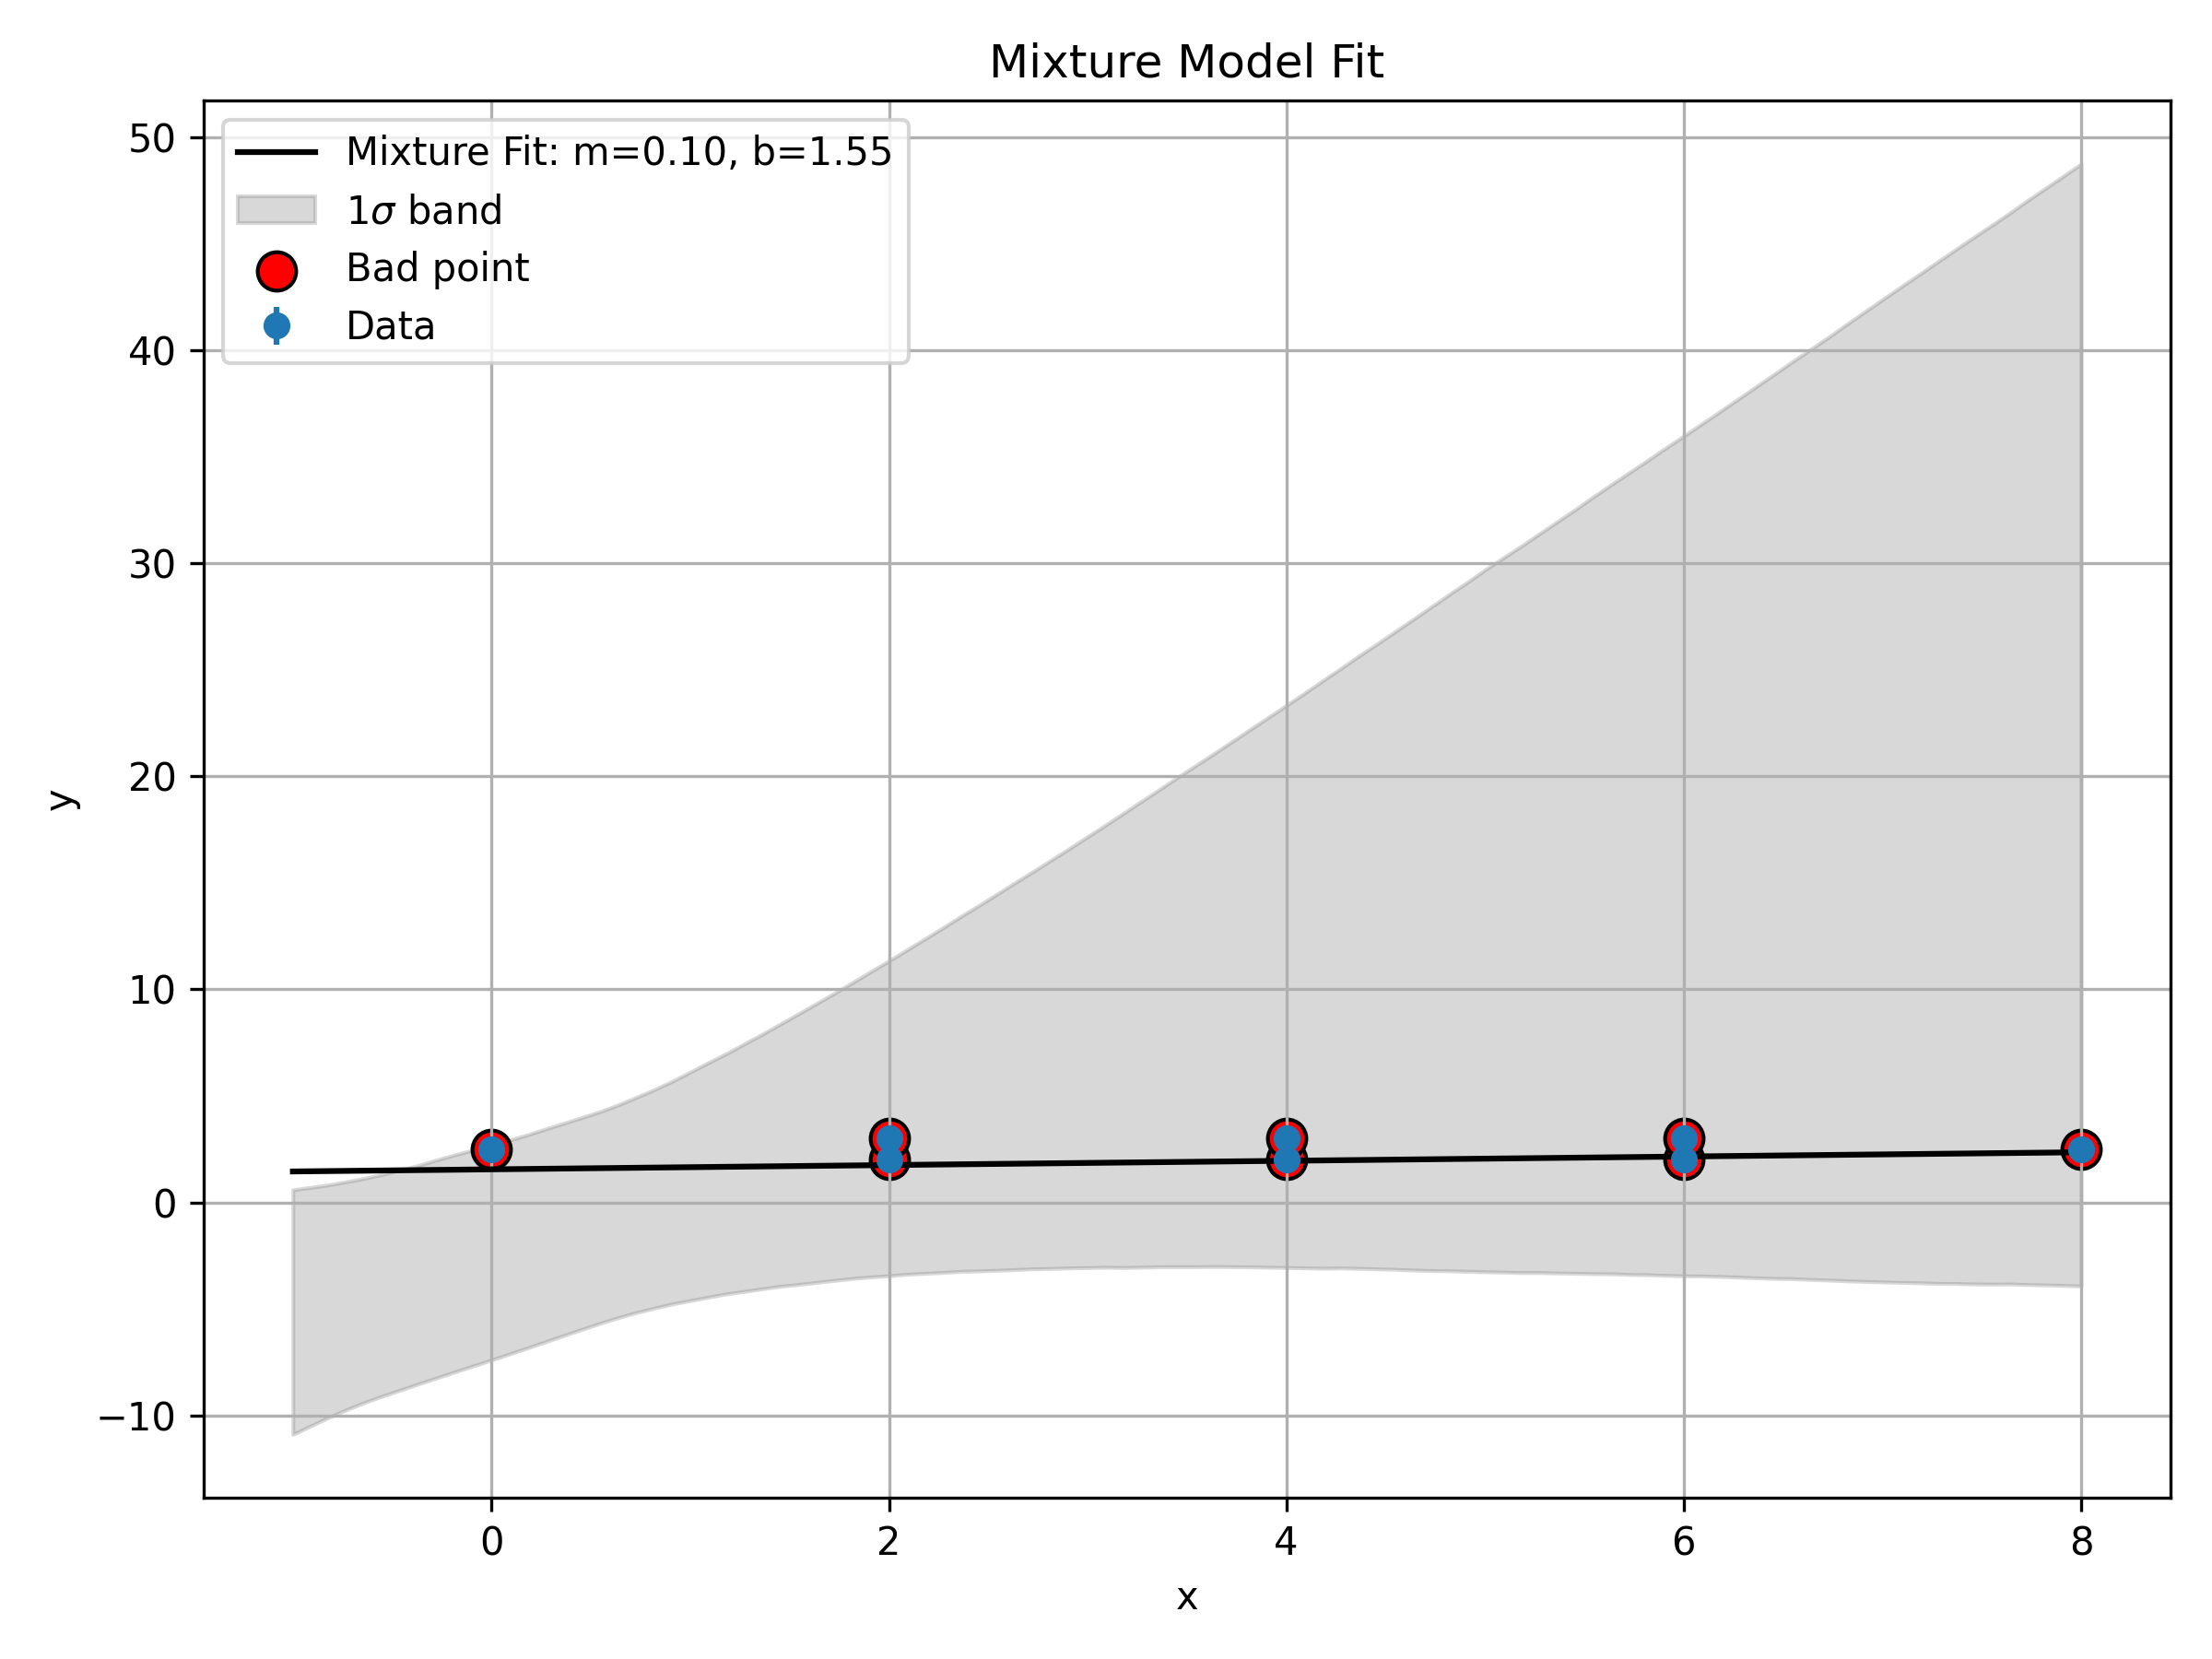 Mixture Model Fit
Mixture Fit: m=0.10, b=1.55
1σ band
Bad point
Data
50
40
30
20
10
0
−10
y
0 2 4 6 8
x